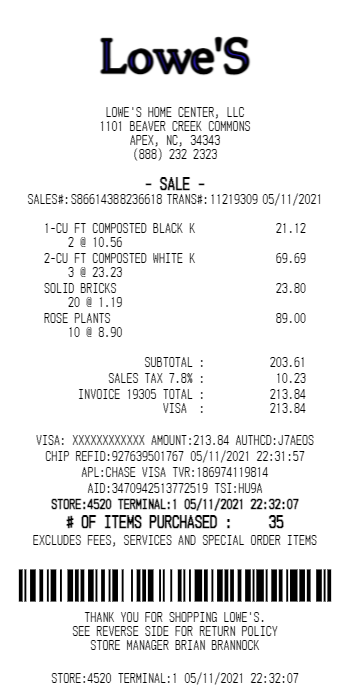 Lowe'S
LOWE'S HOME CENTER, LLC
1101 BEAVER CREEK COMMONS
APEX, NC, 34343
(888) 232 2323
- SALE -
SALES#:S86614388236618 TRANS#:11219309 05/11/2021
1-CU FT COMPOSTED BLACK K 21.12
2 @ 10.56
2-CU FT COMPOSTED WHITE K 69.69
3 @ 23.23
SOLID BRICKS 23.80
20 @ 1.19
ROSE PLANTS 89.00
10 @ 8.90
SUBTOTAL : 203.61
SALES TAX 7.8% : 10.23
INVOICE 19305 TOTAL : 213.84
VISA : 213.84
VISA: XXXXXXXXXXXX AMOUNT:213.84 AUTHCD:J7AEOS
CHIP REFID:927639501767 05/11/2021 22:31:57
APL:CHASE VISA TVR:186974119814
AID:3470942513772519 TSI:HU9A
STORE:4520 TERMINAL:1 05/11/2021 22:32:07
# OF ITEMS PURCHASED : 35
EXCLUDES FEES, SERVICES AND SPECIAL ORDER ITEMS
THANK YOU FOR SHOPPING LOWE'S.
SEE REVERSE SIDE FOR RETURN POLICY
STORE MANAGER BRIAN BRANNOCK
STORE:4520 TERMINAL:1 05/11/2021 22:32:07